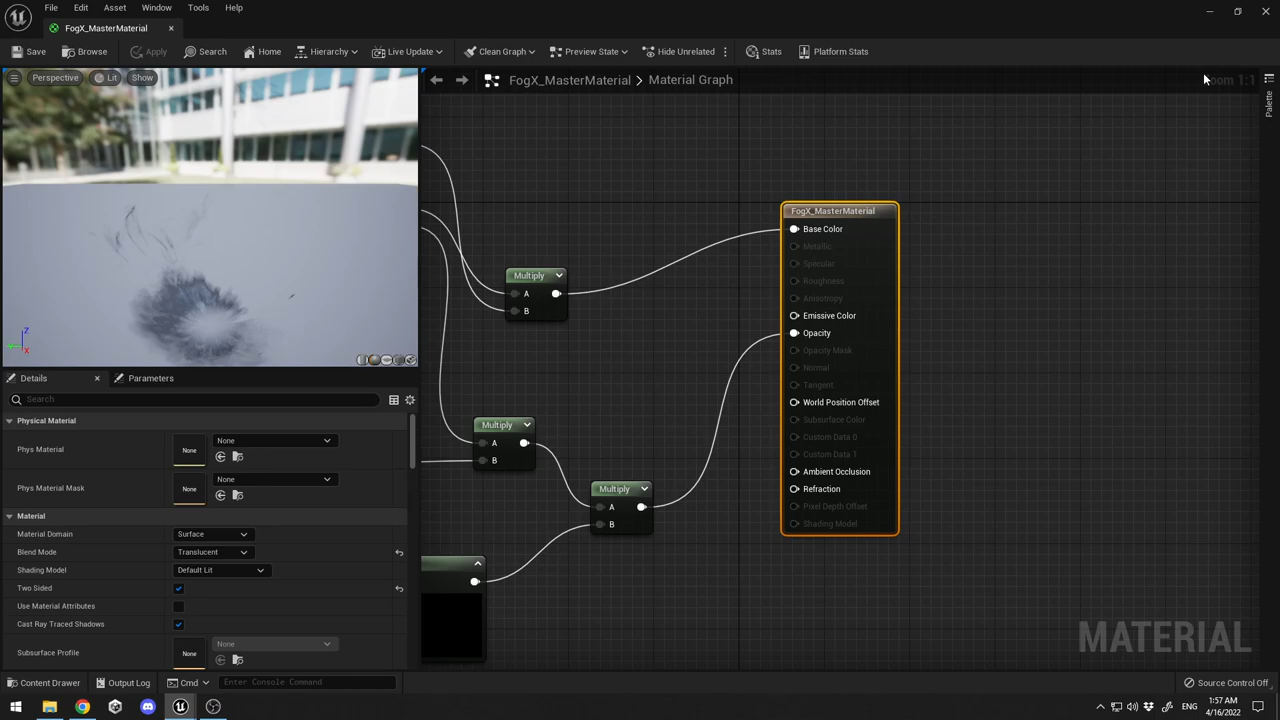 File Edit Asset Window Tools Help
FogX_MasterMaterial
Save Browse Apply Search Home Hierarchy Live Update Clean Graph Preview State Hide Unrelated Stats Platform Stats
Perspective Lit Show
FogX_MasterMaterial > Material Graph
Zoom 1:1
Palette
FogX_MasterMaterial
Base Color
Metallic
Specular
Roughness
Anisotropy
Emissive Color
Opacity
Opacity Mask
Normal
Tangent
World Position Offset
Subsurface Color
Custom Data 0
Custom Data 1
Ambient Occlusion
Refraction
Pixel Depth Offset
Shading Model
Multiply
A
B
Multiply
A
B
Multiply
A
B
MATERIAL
Z
X
Details Parameters
Search
Physical Material
Phys Material None None
Phys Material Mask None None
Material
Material Domain Surface
Blend Mode Translucent
Shading Model Default Lit
Two Sided
Use Material Attributes
Cast Ray Traced Shadows
Subsurface Profile None None
Content Drawer Output Log Cmd Enter Console Command Source Control Off
ENG 1:57 AM
4/16/2022